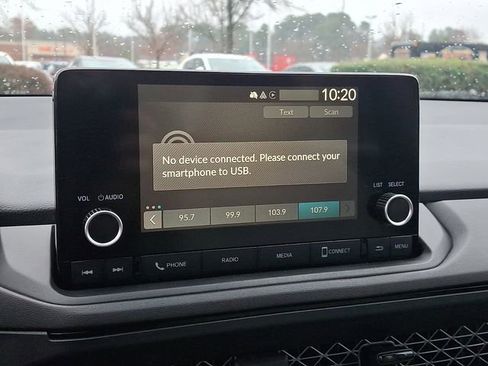 10:20
Text Scan
No device connected. Please connect your
smartphone to USB.
VOL AUDIO
LIST SELECT
95.7 99.9 103.9 107.9
PHONE RADIO MEDIA CONNECT MENU